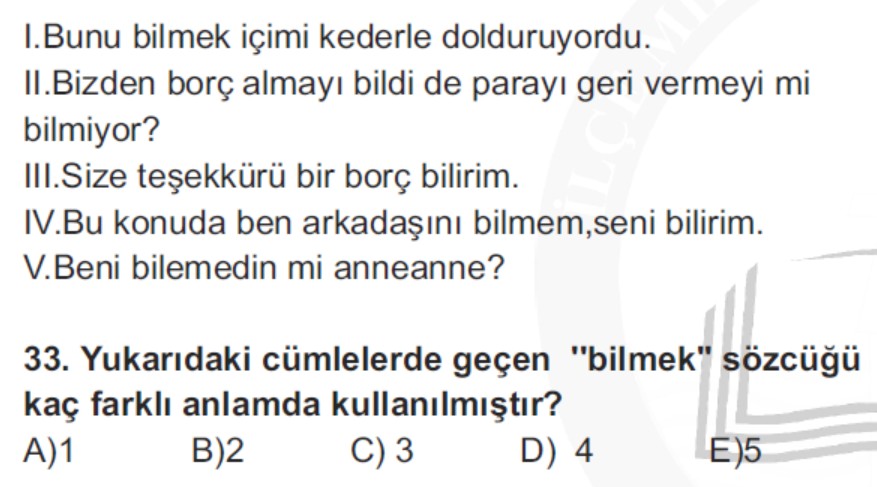 I.Bunu bilmek içimi kederle dolduruyordu.
II.Bizden borç almayı bildi de parayı geri vermeyi mi
bilmiyor?
III.Size teşekkürü bir borç bilirim.
IV.Bu konuda ben arkadaşını bilmem,seni bilirim.
V.Beni bilemedin mi anneanne?
33. Yukarıdaki cümlelerde geçen ''bilmek" sözcüğü
kaç farklı anlamda kullanılmıştır?
A)1 B)2 C) 3 D) 4 E)5